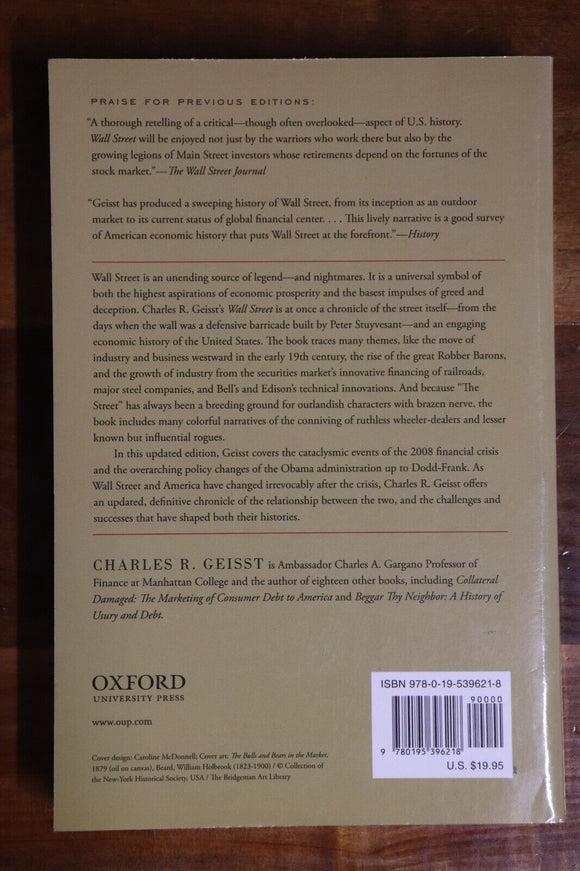 PRAISE FOR PREVIOUS EDITIONS:
“A thorough retelling of a critical—though often overlooked—aspect of U.S. history.
Wall Street will be enjoyed not just by the warriors who work there but also by the
growing legions of Main Street investors whose retirements depend on the fortunes of the
stock market.”—The Wall Street Journal
“Geisst has produced a sweeping history of Wall Street, from its inception as an outdoor
market to its current status of global financial center. . . . This lively narrative is a good survey
of American economic history that puts Wall Street at the forefront.”—History
Wall Street is an unending source of legend—and nightmares. It is a universal symbol of
both the highest aspirations of economic prosperity and the basest impulses of greed and
deception. Charles R. Geisst’s Wall Street is at once a chronicle of the street itself—from the
days when the wall was a defensive barricade built by Peter Stuyvesant—and an engaging
economic history of the United States. The book traces many themes, like the move of
industry and business westward in the early 19th century, the rise of the great Robber Barons,
and the growth of industry from the securities market’s innovative financing of railroads,
major steel companies, and Bell’s and Edison’s technical innovations. And because “The
Street” has always been a breeding ground for outlandish characters with brazen nerve, the
book includes many colorful narratives of the conniving of ruthless wheeler-dealers and lesser
known but influential rogues.
In this updated edition, Geisst covers the cataclysmic events of the 2008 financial crisis
and the overarching policy changes of the Obama administration up to Dodd-Frank. As
Wall Street and America have changed irrevocably after the crisis, Charles R. Geisst offers
an updated, definitive chronicle of the relationship between the two, and the challenges and
successes that have shaped both their histories.
CHARLES R. GEISST is Ambassador Charles A. Gargano Professor of
Finance at Manhattan College and the author of eighteen other books, including Collateral
Damaged: The Marketing of Consumer Debt to America and Beggar Thy Neighbor: A History of
Usury and Debt.
OXFORD
UNIVERSITY PRESS
www.oup.com
Cover design: Caroline McDonnell; Cover art: The Bulls and Bears in the Market,
1879 (oil on canvas), Beard, William Holbrook (1823-1900) / © Collection of
the New-York Historical Society, USA / The Bridgeman Art Library
ISBN 978-0-19-539621-8
90000
9 780195 396218
U.S. $19.95